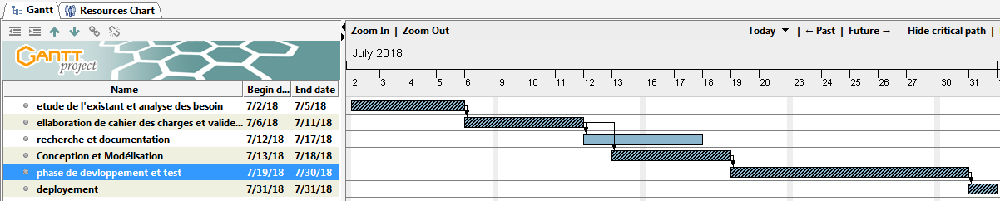 Gantt Resources Chart
Zoom In | Zoom Out Today | ← Past | Future → Hide critical path |
GANTT project
July 2018
2 3 4 5 6 9 10 11 12 13 16 17 18 19 20 23 24 25 26 27 30 31
Name Begin d... End date
etude de l'existant et analyse des besoin 7/2/18 7/5/18
ellaboration de cahier des charges et valide... 7/6/18 7/11/18
recherche et documentation 7/12/18 7/17/18
Conception et Modélisation 7/13/18 7/18/18
phase de devloppement et test 7/19/18 7/30/18
deployement 7/31/18 7/31/18